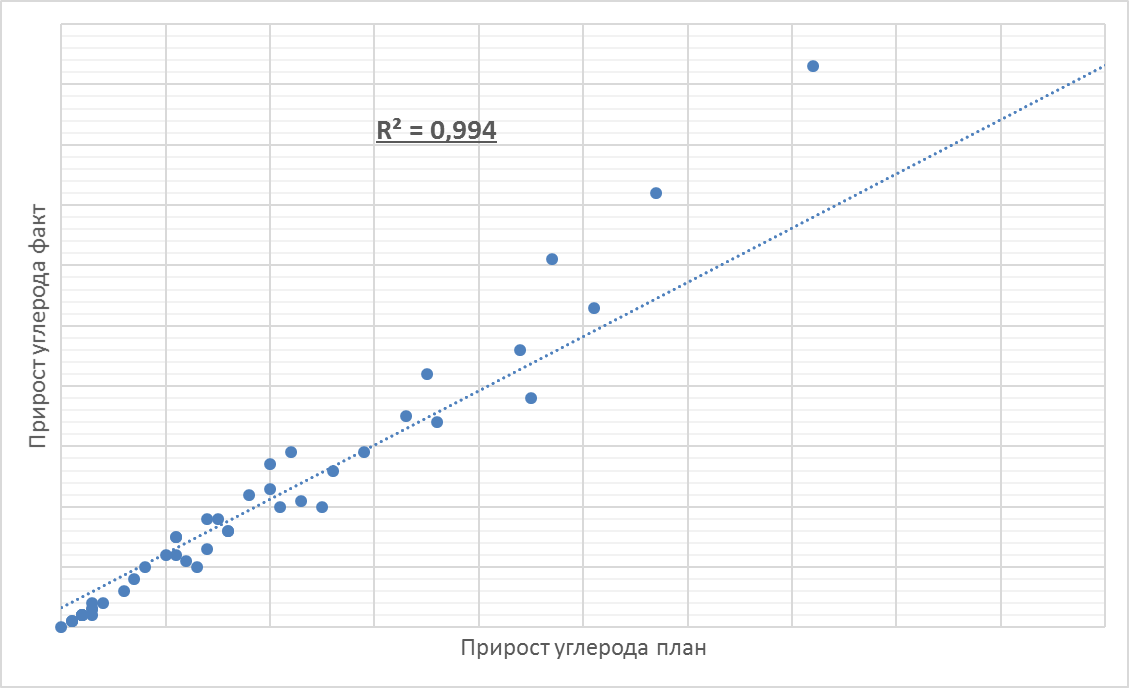 R² = 0,994
Прирост углерода факт
Прирост углерода план